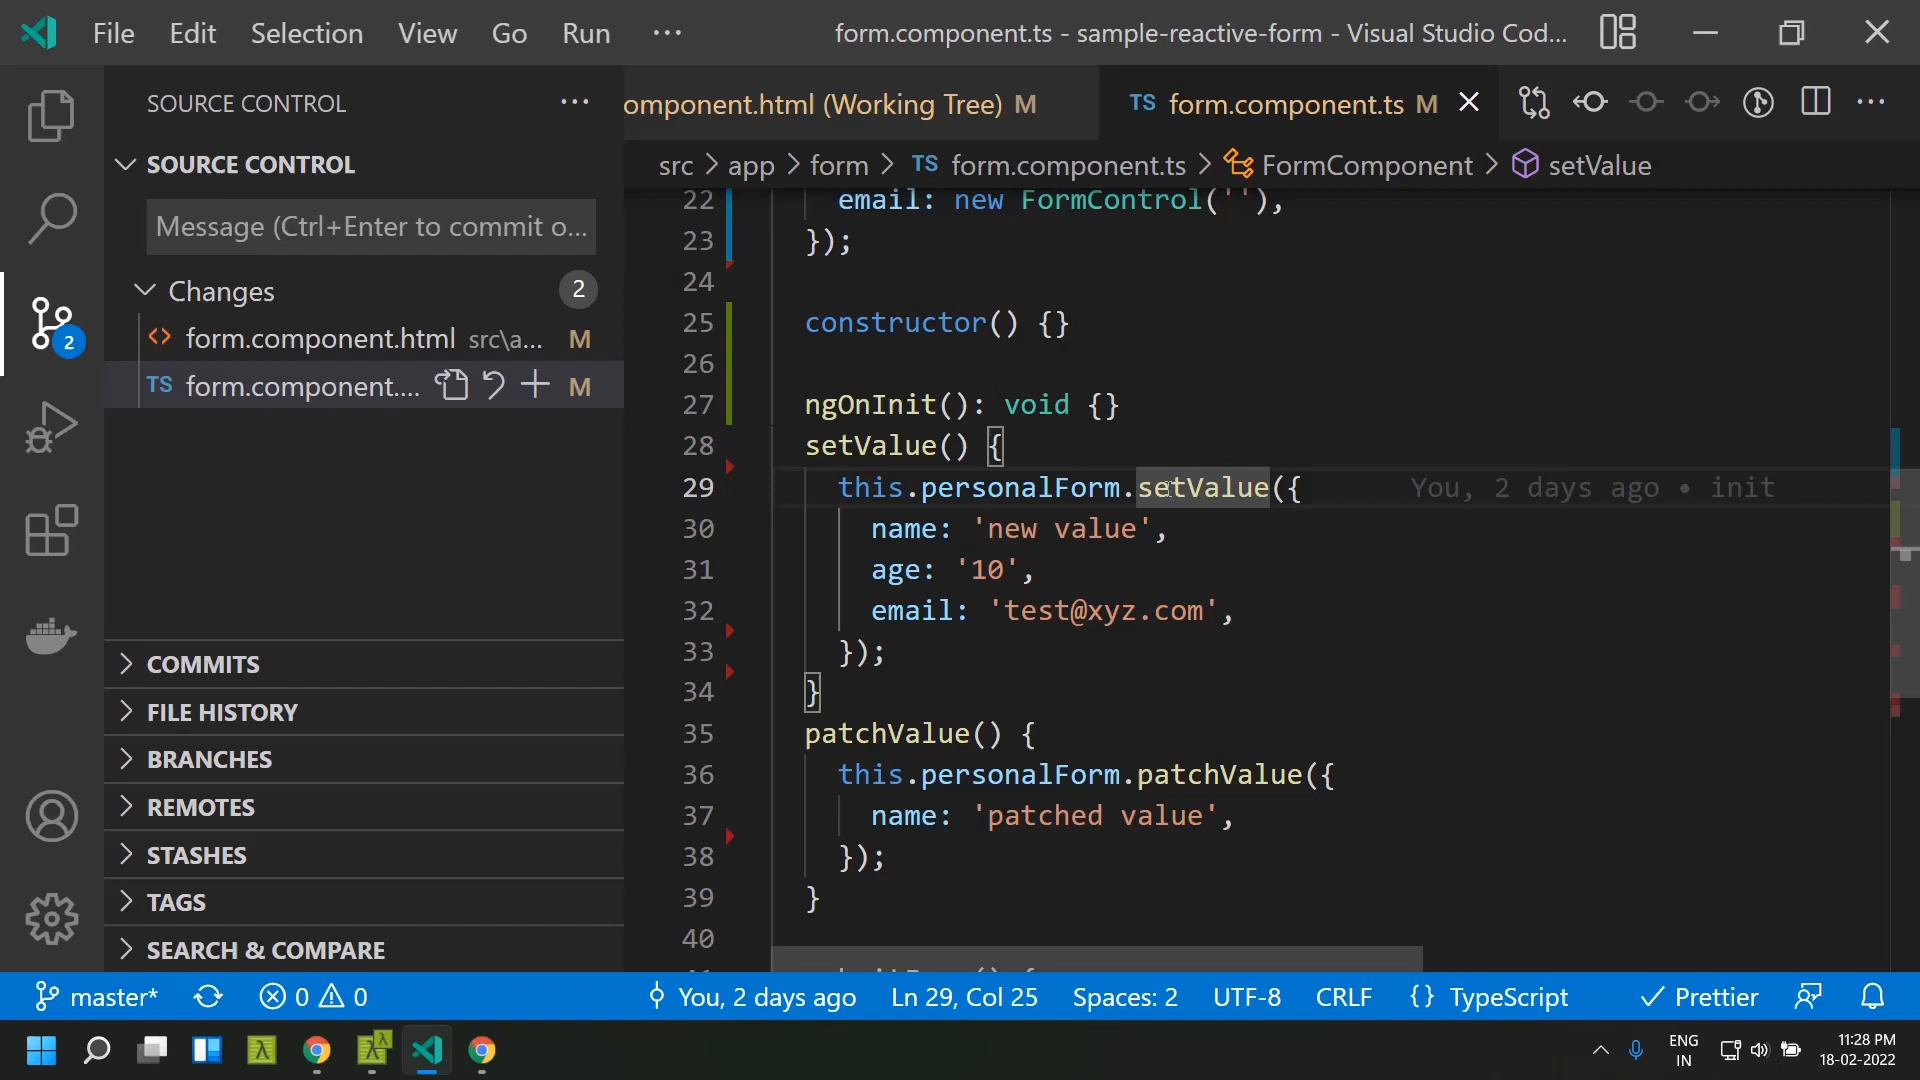 File Edit Selection View Go Run ···
form.component.ts - sample-reactive-form - Visual Studio Cod...
SOURCE CONTROL ···
SOURCE CONTROL
Message (Ctrl+Enter to commit o...
Changes 2
form.component.html src\a... M
TS form.component.... M
2
COMMITS
FILE HISTORY
BRANCHES
REMOTES
STASHES
TAGS
SEARCH & COMPARE
omponent.html (Working Tree) M
TS form.component.ts M
src > app > form > TS form.component.ts > FormComponent > setValue
22 email: new FormControl(''),
23 });
24
25 constructor() {}
26
27 ngOnInit(): void {}
28 setValue() {
29 this.personalForm.setValue({ You, 2 days ago • init
30 name: 'new value',
31 age: '10',
32 email: 'test@xyz.com',
33 });
34 }
35 patchValue() {
36 this.personalForm.patchValue({
37 name: 'patched value',
38 });
39 }
40
master* 0 0 You, 2 days ago Ln 29, Col 25 Spaces: 2 UTF-8 CRLF {} TypeScript Prettier
ENG
IN
11:28 PM
18-02-2022